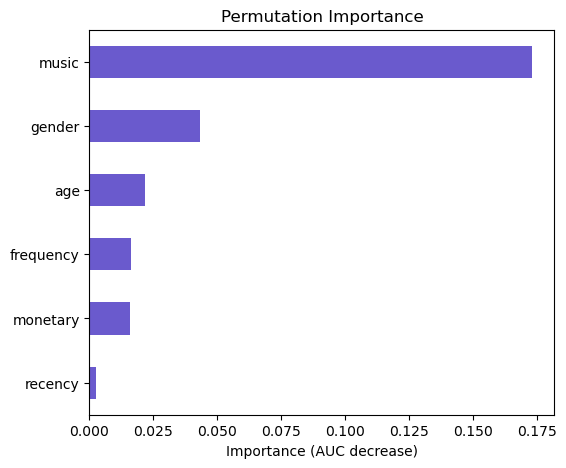 Permutation Importance
music
gender
age
frequency
monetary
recency
0.000 0.025 0.050 0.075 0.100 0.125 0.150 0.175
Importance (AUC decrease)